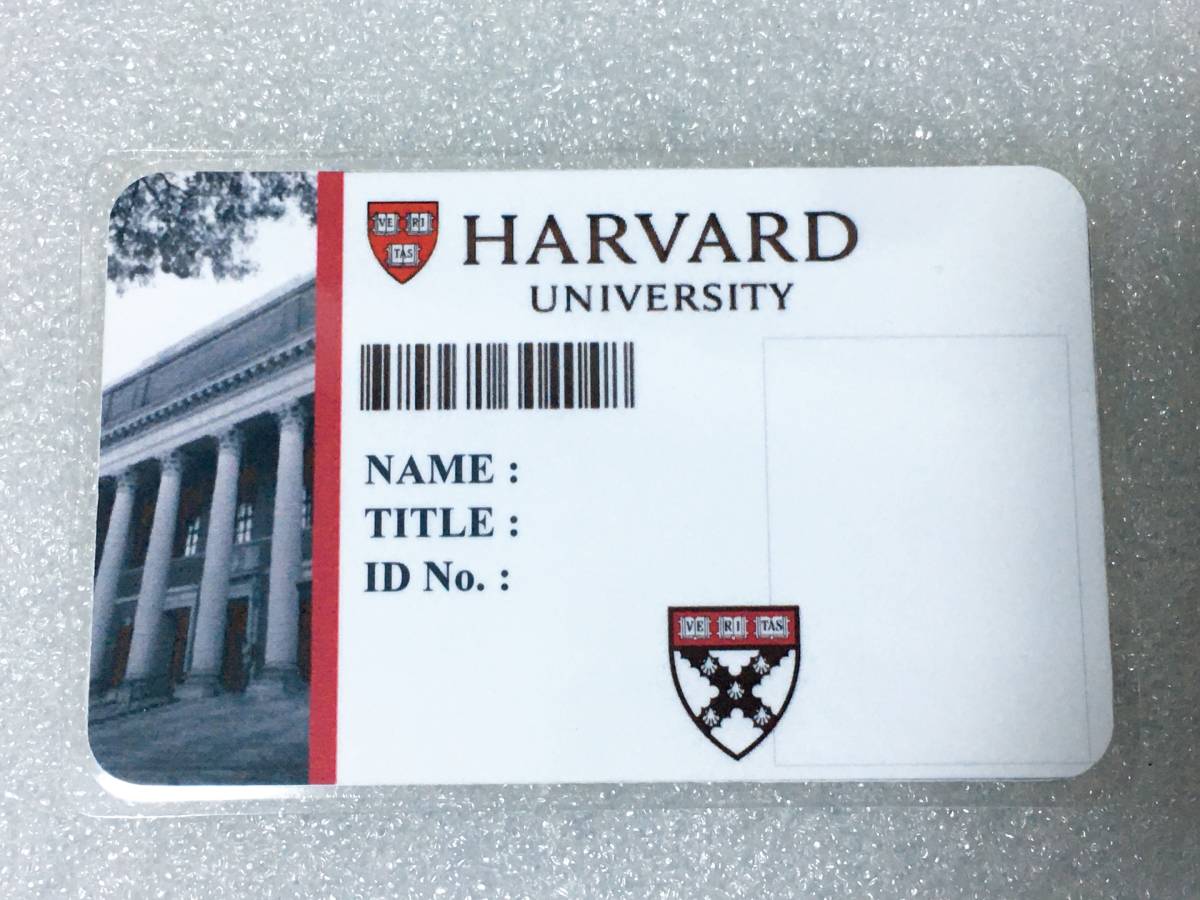 VE RI
TAS
HARVARD
UNIVERSITY
NAME :
TITLE :
ID No. :
VE RI TAS